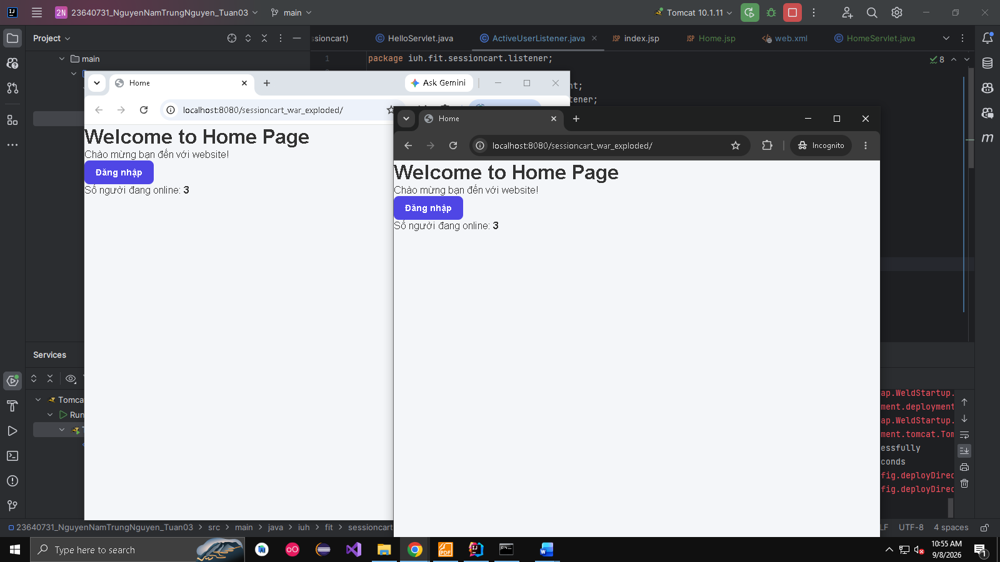 2N 23640731_NguyenNamTrungNguyen_Tuan03 main Tomcat 10.1.11
Project
ssioncart) HelloServlet.java ActiveUserListener.java JSP index.jsp JSP Home.jsp web.xml HomeServlet.java
main
1 package iuh.fit.sessioncart.listener; 8
Home Ask Gemini
localhost:8080/sessioncart_war_exploded/
Welcome to Home Page
Chào mừng bạn đến với website!
Đăng nhập
Số người đang online: 3
Home
localhost:8080/sessioncart_war_exploded/ Incognito
Welcome to Home Page
Chào mừng bạn đến với website!
Đăng nhập
Số người đang online: 3
Services
Tomca
Run
ap.WeldStartup.
ment.deployment
ap.WeldStartup.
ment.tomcat.Tom
essfully
conds
fig.deployDirec
fig.deployDirec
23640731_NguyenNamTrungNguyen_Tuan03 > src > main > java > iuh > fit > sessioncart LF UTF-8 4 spaces
Type here to search
10:55 AM
9/8/2026
1